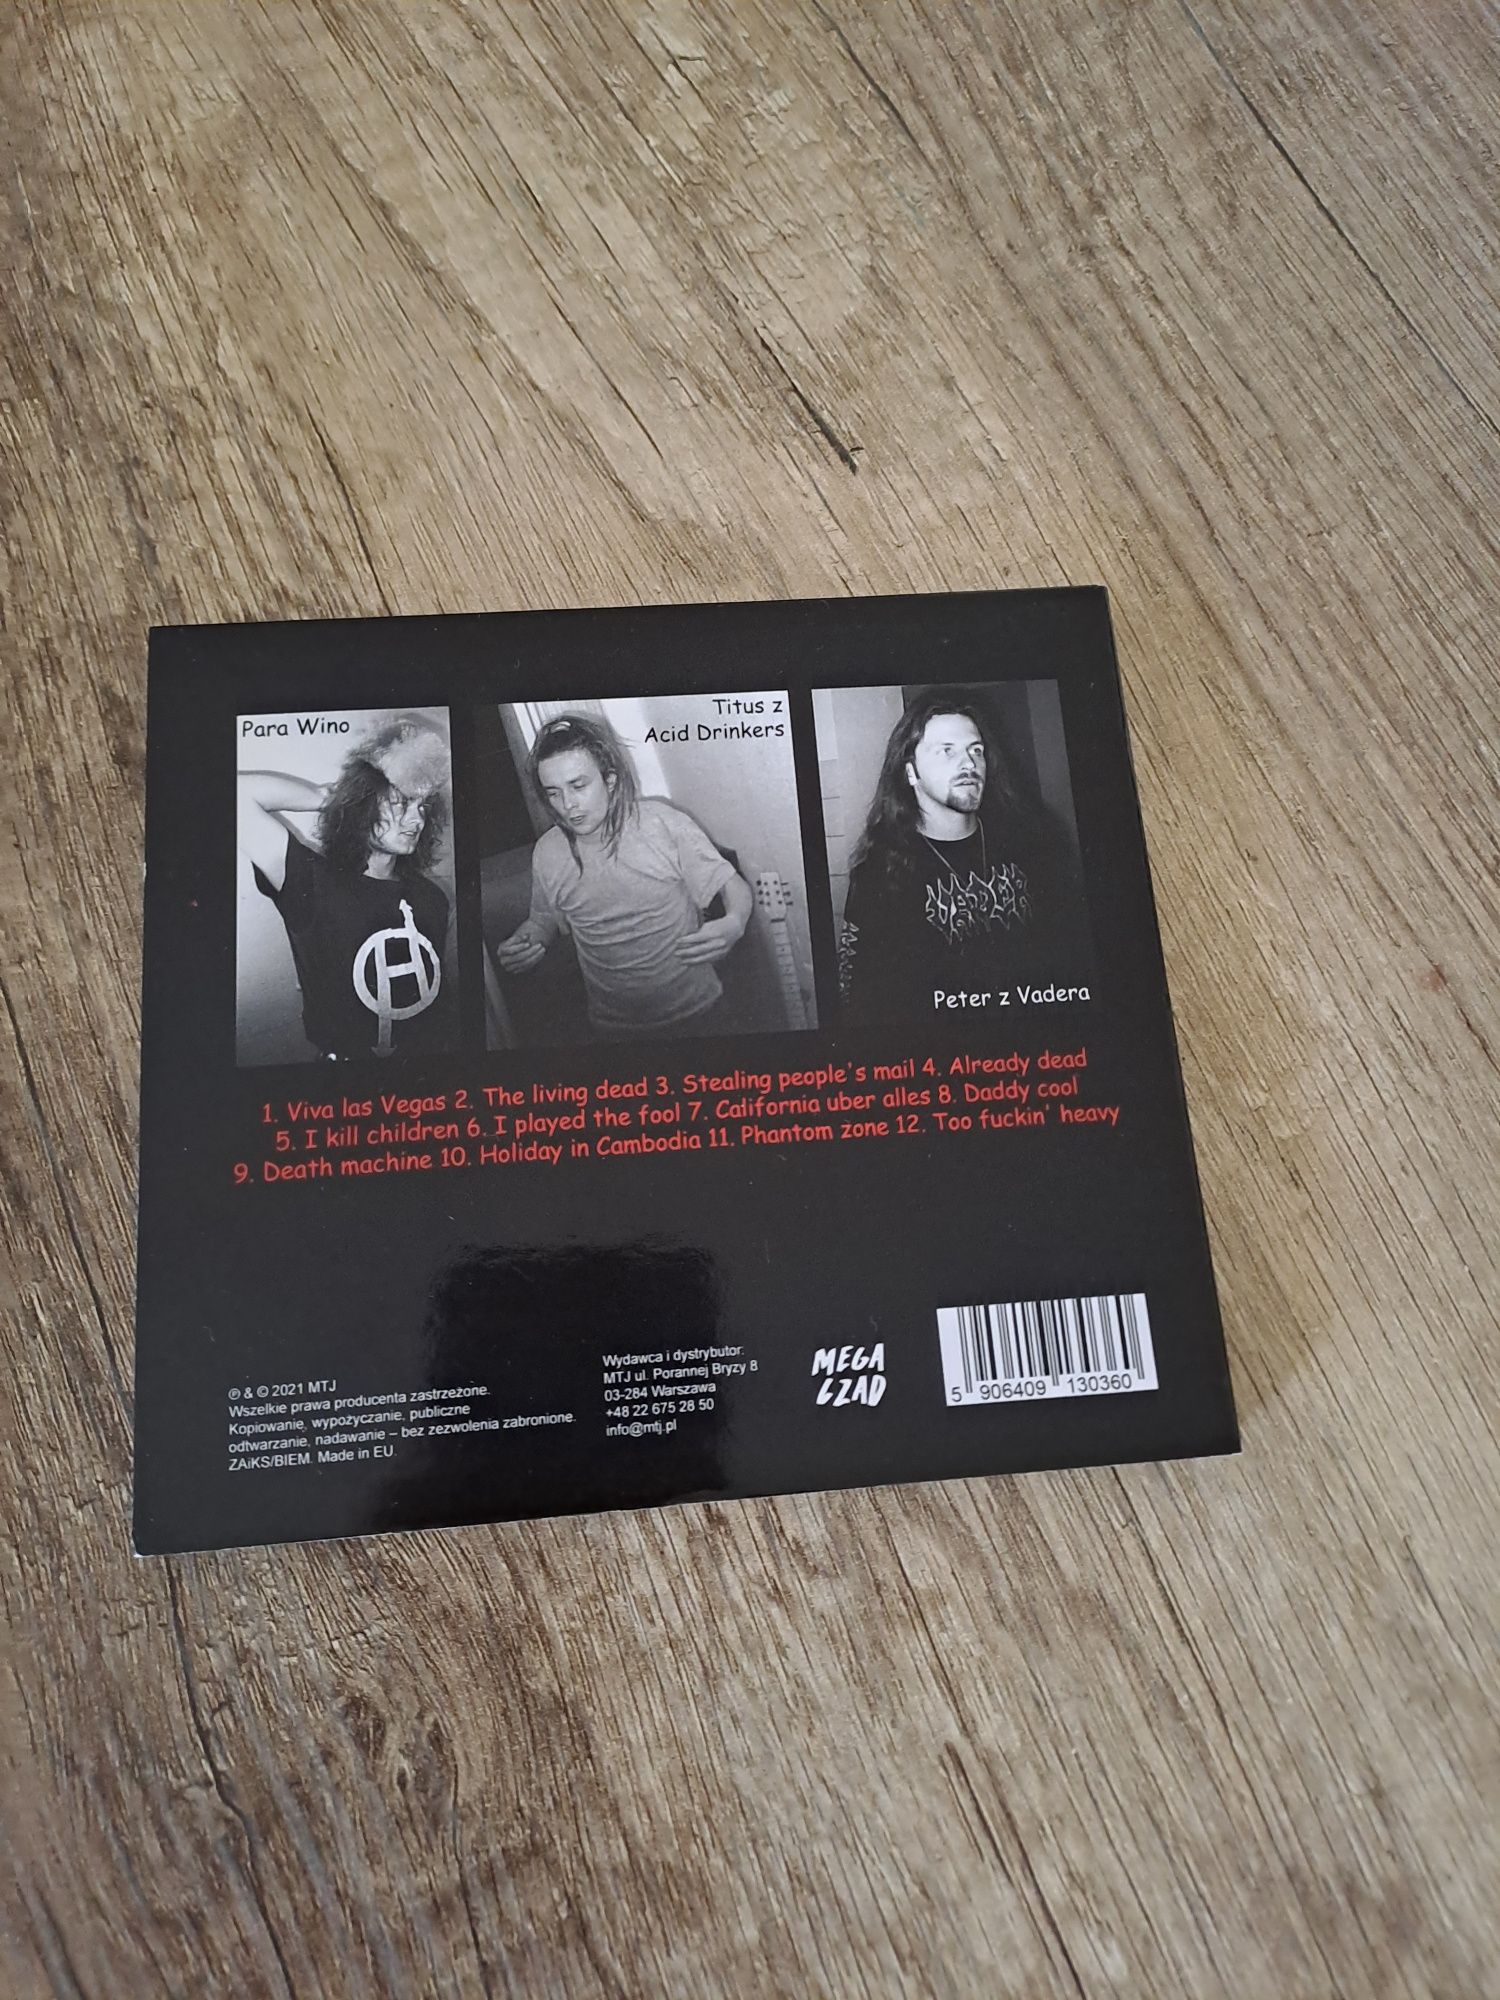 Para Wino
Titus z
Acid Drinkers
Peter z Vadera
1. Viva las Vegas 2. The living dead 3. Stealing people's mail 4. Already dead
5. I kill children 6. I played the fool 7. California uber alles 8. Daddy cool
9. Death machine 10. Holiday in Cambodia 11. Phantom zone 12. Too fuckin' heavy
℗ & © 2021 MTJ
Wszelkie prawa producenta zastrzeżone.
Kopiowanie, wypożyczanie, publiczne
odtwarzanie, nadawanie – bez zezwolenia zabronione.
ZAiKS/BIEM. Made in EU.
Wydawca i dystrybutor:
MTJ ul. Porannej Bryzy 8
03-284 Warszawa
+48 22 675 28 50
info@mtj.pl
MEGA
CZAD
5 906409 130360